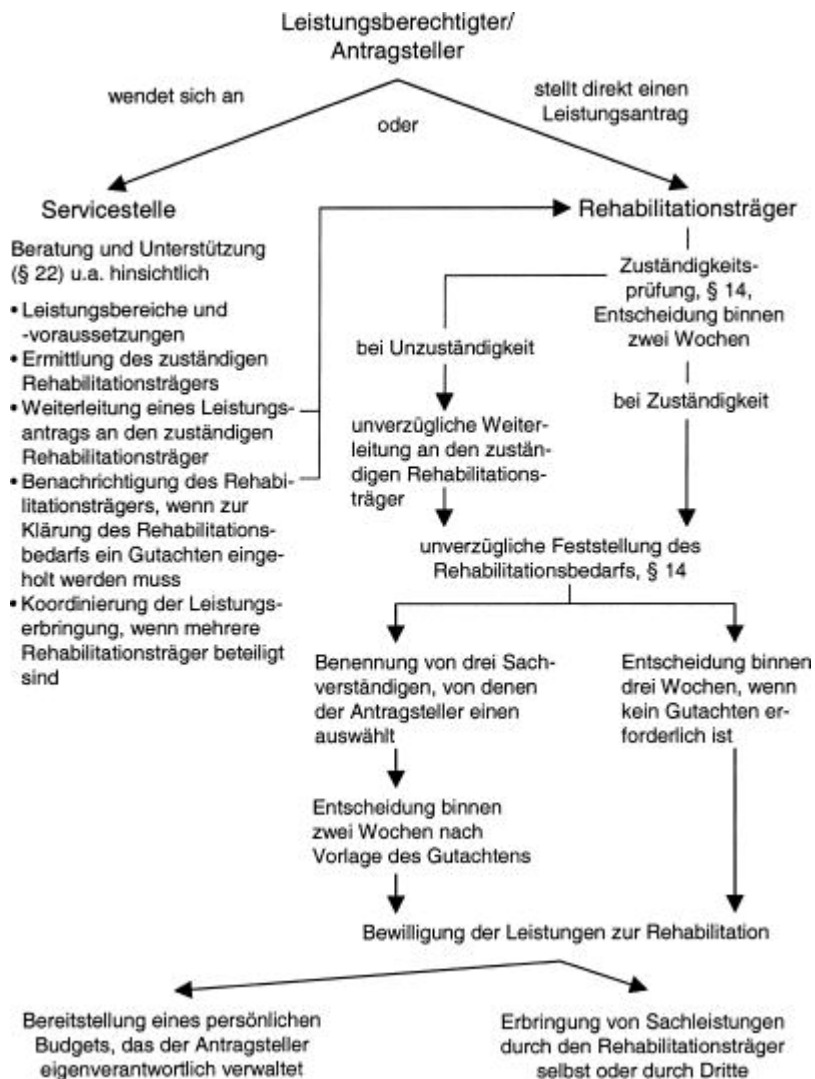 Leistungsberechtigter/
Antragsteller
wendet sich an
oder
stellt direkt einen
Leistungsantrag
Servicestelle
Beratung und Unterstützung
(§ 22) u.a. hinsichtlich
• Leistungsbereiche und
-voraussetzungen
• Ermittlung des zuständigen
Rehabilitationsträgers
• Weiterleitung eines Leistungs-
antrags an den zuständigen
Rehabilitationsträger
• Benachrichtigung des Rehabi-
litationsträgers, wenn zur
Klärung des Rehabilitations-
bedarfs ein Gutachten einge-
holt werden muss
• Koordinierung der Leistungs-
erbringung, wenn mehrere
Rehabilitationsträger beteiligt
sind
Rehabilitationsträger
Zuständigkeits-
prüfung, § 14,
Entscheidung binnen
zwei Wochen
bei Unzuständigkeit
bei Zuständigkeit
unverzügliche Weiter-
leitung an den zustän-
digen Rehabilitations-
träger
unverzügliche Feststellung des
Rehabilitationsbedarfs, § 14
Benennung von drei Sach-
verständigen, von denen
der Antragsteller einen
auswählt
Entscheidung binnen
drei Wochen, wenn
kein Gutachten er-
forderlich ist
Entscheidung binnen
zwei Wochen nach
Vorlage des Gutachtens
Bewilligung der Leistungen zur Rehabilitation
Bereitstellung eines persönlichen
Budgets, das der Antragsteller
eigenverantwortlich verwaltet
Erbringung von Sachleistungen
durch den Rehabilitationsträger
selbst oder durch Dritte